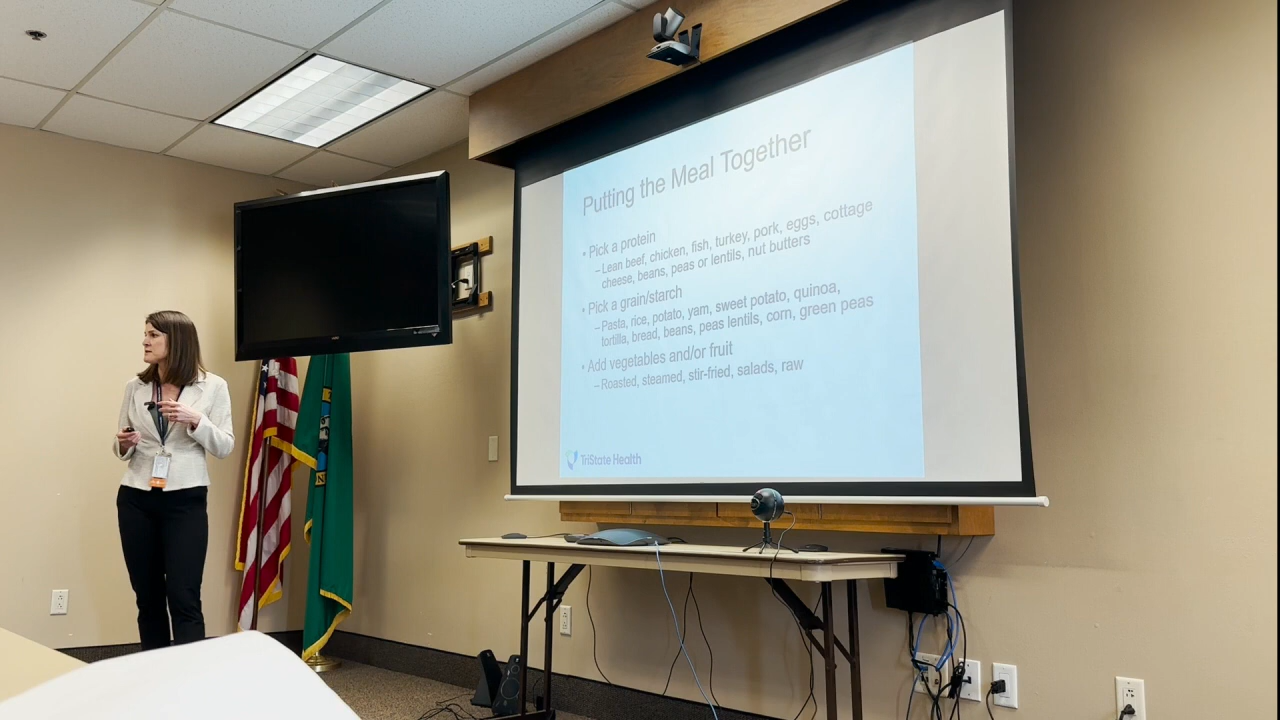 Putting the Meal Together
• Pick a protein
– Lean beef, chicken, fish, turkey, pork, eggs, cottage
cheese, beans, peas or lentils, nut butters
• Pick a grain/starch
– Pasta, rice, potato, yam, sweet potato, quinoa,
tortilla, bread, beans, peas lentils, corn, green peas
• Add vegetables and/or fruit
– Roasted, steamed, stir-fried, salads, raw
TriState Health